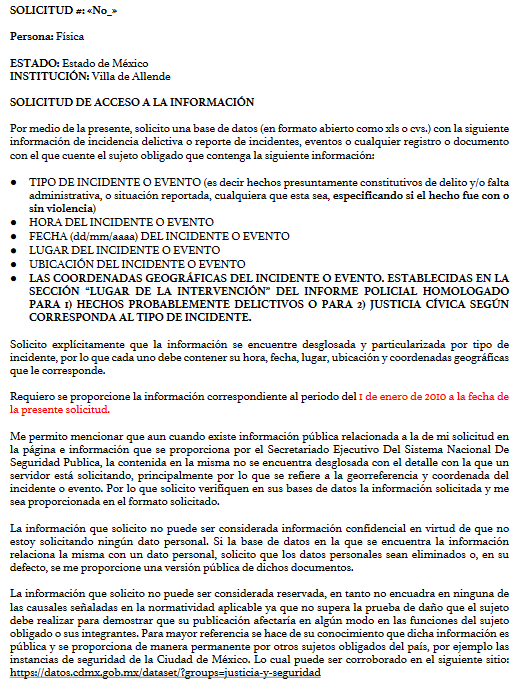 SOLICITUD #: «No_»
Persona: Física
ESTADO: Estado de México
INSTITUCIÓN: Villa de Allende
SOLICITUD DE ACCESO A LA INFORMACIÓN
Por medio de la presente, solicito una base de datos (en formato abierto como xls o cvs.) con la siguiente
información de incidencia delictiva o reporte de incidentes, eventos o cualquier registro o documento
con el que cuente el sujeto obligado que contenga la siguiente información:
● TIPO DE INCIDENTE O EVENTO (es decir hechos presuntamente constitutivos de delito y/o falta
administrativa, o situación reportada, cualquiera que esta sea, especificando si el hecho fue con o
sin violencia)
● HORA DEL INCIDENTE O EVENTO
● FECHA (dd/mm/aaaa) DEL INCIDENTE O EVENTO
● LUGAR DEL INCIDENTE O EVENTO
● UBICACIÓN DEL INCIDENTE O EVENTO
● LAS COORDENADAS GEOGRÁFICAS DEL INCIDENTE O EVENTO. ESTABLECIDAS EN LA
SECCIÓN “LUGAR DE LA INTERVENCIÓN” DEL INFORME POLICIAL HOMOLOGADO
PARA 1) HECHOS PROBABLEMENTE DELICTIVOS O PARA 2) JUSTICIA CÍVICA SEGÚN
CORRESPONDA AL TIPO DE INCIDENTE.
Solicito explícitamente que la información se encuentre desglosada y particularizada por tipo de
incidente, por lo que cada uno debe contener su hora, fecha, lugar, ubicación y coordenadas geográficas
que le corresponde.
Requiero se proporcione la información correspondiente al periodo del 1 de enero de 2010 a la fecha de
la presente solicitud.
Me permito mencionar que aun cuando existe información pública relacionada a la de mi solicitud en
la página e información que se proporciona por el Secretariado Ejecutivo Del Sistema Nacional De
Seguridad Publica, la contenida en la misma no se encuentra desglosada con el detalle con la que un
servidor está solicitando, principalmente por lo que se refiere a la georreferencia y coordenada del
incidente o evento. Por lo que solicito verifiquen en sus bases de datos la información solicitada y me
sea proporcionada en el formato solicitado.
La información que solicito no puede ser considerada información confidencial en virtud de que no
estoy solicitando ningún dato personal. Si la base de datos en la que se encuentra la información
relaciona la misma con un dato personal, solicito que los datos personales sean eliminados o, en su
defecto, se me proporcione una versión pública de dichos documentos.
La información que solicito no puede ser considerada reservada, en tanto no encuadra en ninguna de
las causales señaladas en la normatividad aplicable ya que no supera la prueba de daño que el sujeto
debe realizar para demostrar que su publicación afectaría en algún modo en las funciones del sujeto
obligado o sus integrantes. Para mayor referencia se hace de su conocimiento que dicha información es
pública y se proporciona de manera permanente por otros sujetos obligados del país, por ejemplo las
instancias de seguridad de la Ciudad de México. Lo cual puede ser corroborado en el siguiente sitio:
https://datos.cdmx.gob.mx/dataset/?groups=justicia-y-seguridad